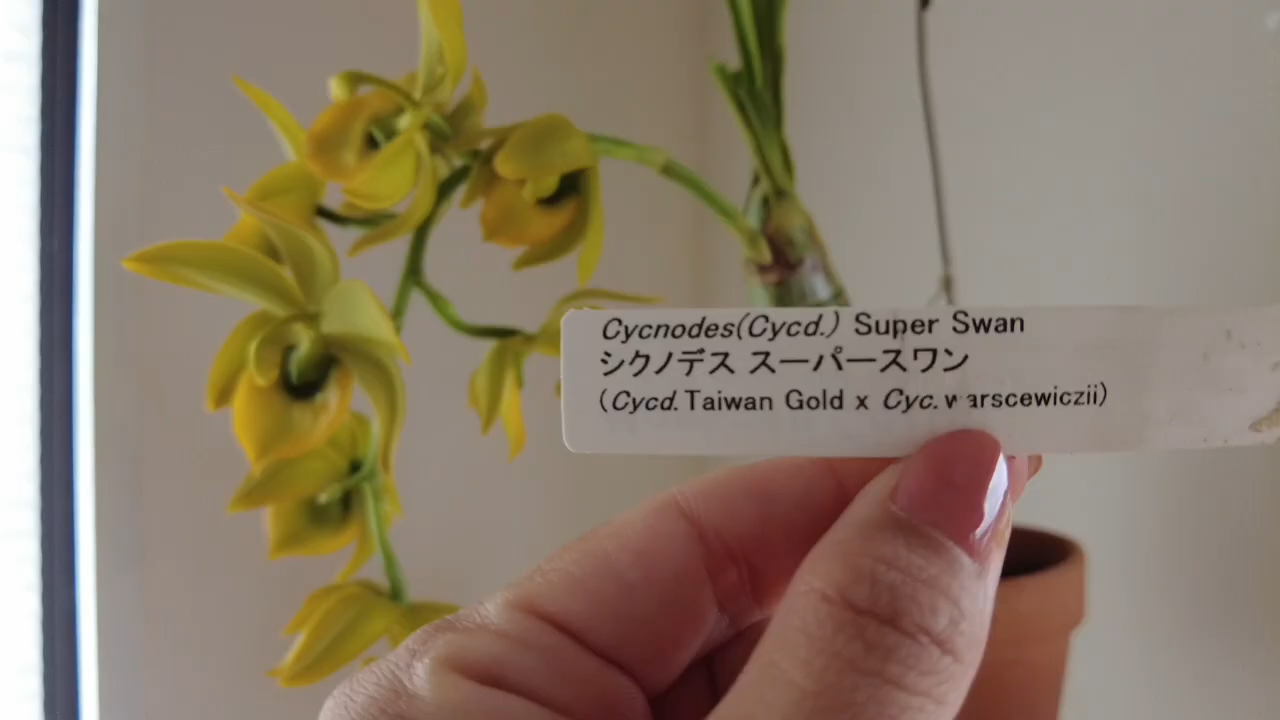 Cycnodes(Cycd.) Super Swan
シクノデス スーパースワン
(Cycd.Taiwan Gold x Cyc.warscewiczii)